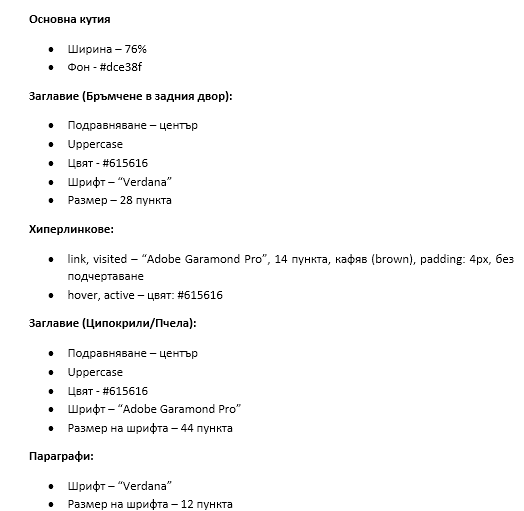 Основна кутия
• Ширина – 76%
• Фон - #dce38f
Заглавие (Бръмчене в задния двор):
• Подравняване – център
• Uppercase
• Цвят - #615616
• Шрифт – “Verdana”
• Размер – 28 пункта
Хиперлинкове:
• link, visited – “Adobe Garamond Pro”, 14 пункта, кафяв (brown), padding: 4px, без
подчертаване
• hover, active – цвят: #615616
Заглавие (Ципокрили/Пчела):
• Подравняване – център
• Uppercase
• Цвят - #615616
• Шрифт – “Adobe Garamond Pro”
• Размер на шрифта – 44 пункта
Параграфи:
• Шрифт – “Verdana”
• Размер на шрифта – 12 пункта